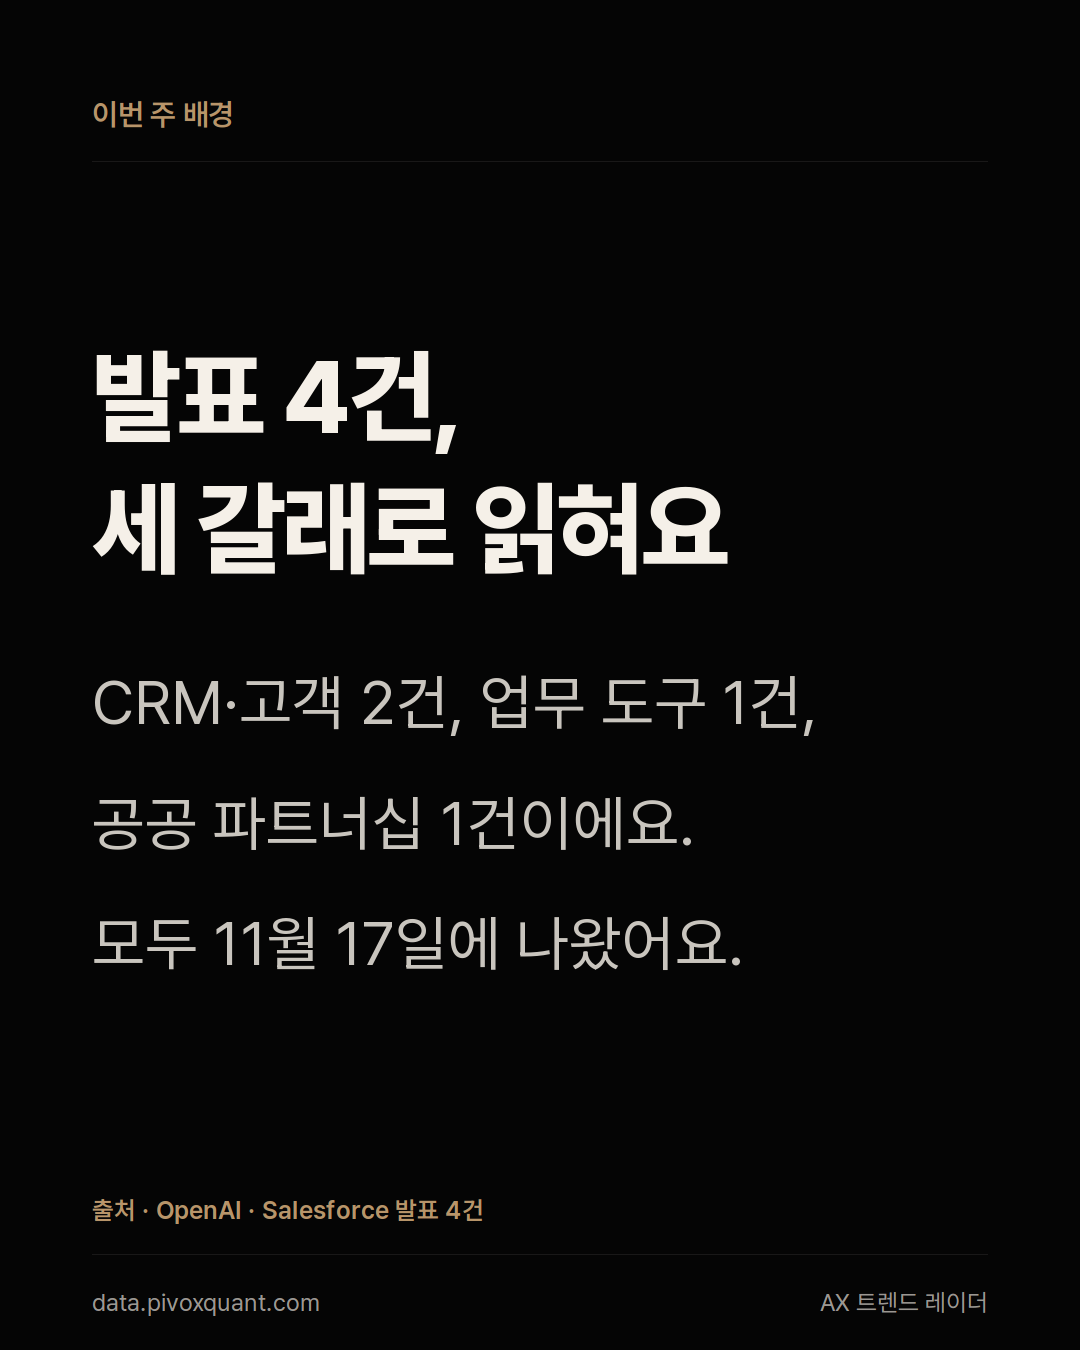 이번 주 배경
발표 4건,
세 갈래로 읽혀요
CRM·고객 2건, 업무 도구 1건,
공공 파트너십 1건이에요.
모두 11월 17일에 나왔어요.
출처 · OpenAI · Salesforce 발표 4건
data.pivoxquant.com
AX 트렌드 레이더